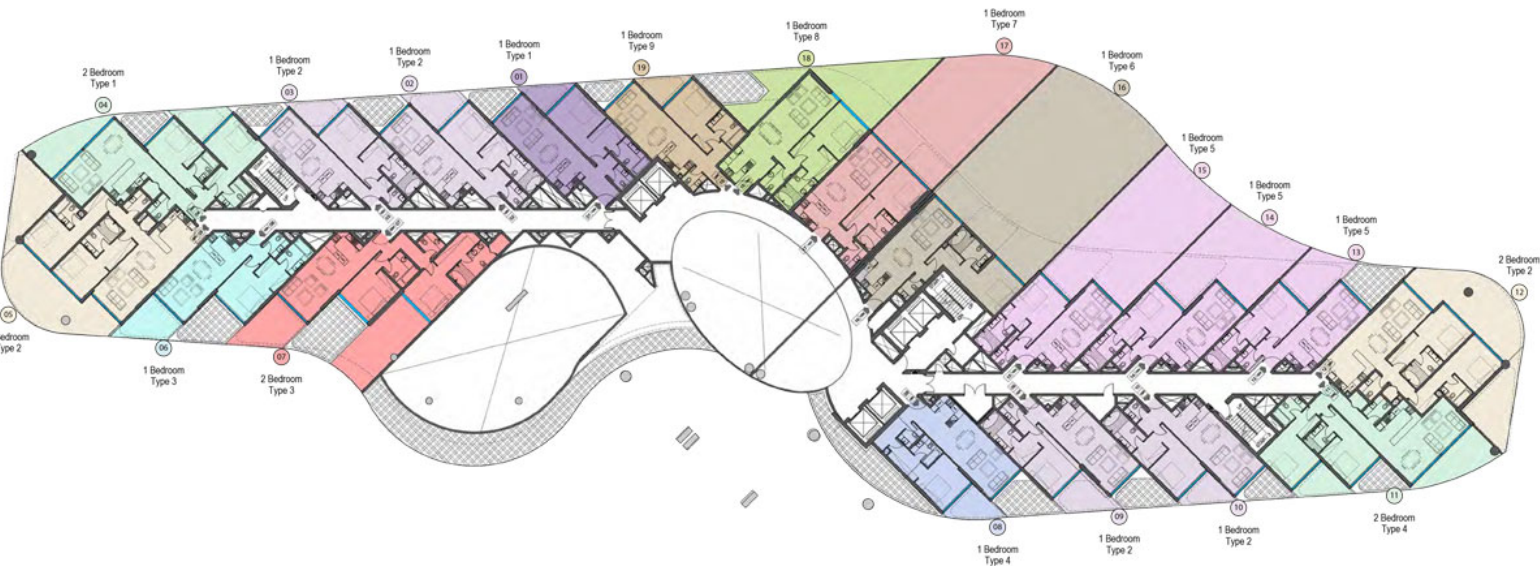 1 Bedroom
Type 7
17
1 Bedroom
Type 8
18
1 Bedroom
Type 9
19
1 Bedroom
Type 1
01
1 Bedroom
Type 2
02
1 Bedroom
Type 2
03
2 Bedroom
Type 1
04
1 Bedroom
Type 6
16
1 Bedroom
Type 5
15
1 Bedroom
Type 5
14
1 Bedroom
Type 5
13
2 Bedroom
Type 2
12
05
edroom
ype 2
06
1 Bedroom
Type 3
07
2 Bedroom
Type 3
08
1 Bedroom
Type 4
09
1 Bedroom
Type 2
10
1 Bedroom
Type 2
11
2 Bedroom
Type 4